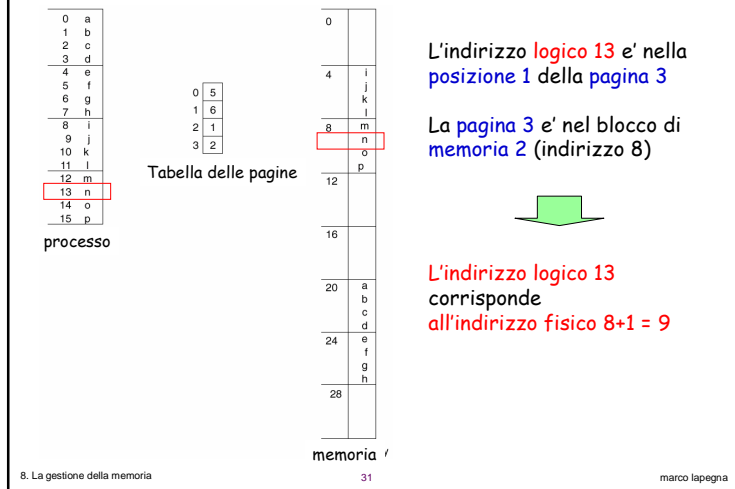 0 a
1 b
2 c
3 d
4 e
5 f
6 g
7 h
8 i
9 j
10 k
11 l
12 m
13 n
14 o
15 p
processo
0 5
1 6
2 1
3 2
Tabella delle pagine
0
4 i
j
k
l
8 m
n
o
p
12
16
20 a
b
c
d
24 e
f
g
h
28
memoria
L'indirizzo logico 13 e' nella
posizione 1 della pagina 3
La pagina 3 e' nel blocco di
memoria 2 (indirizzo 8)
L'indirizzo logico 13
corrisponde
all'indirizzo fisico 8+1 = 9
8. La gestione della memoria
31
marco lapegna